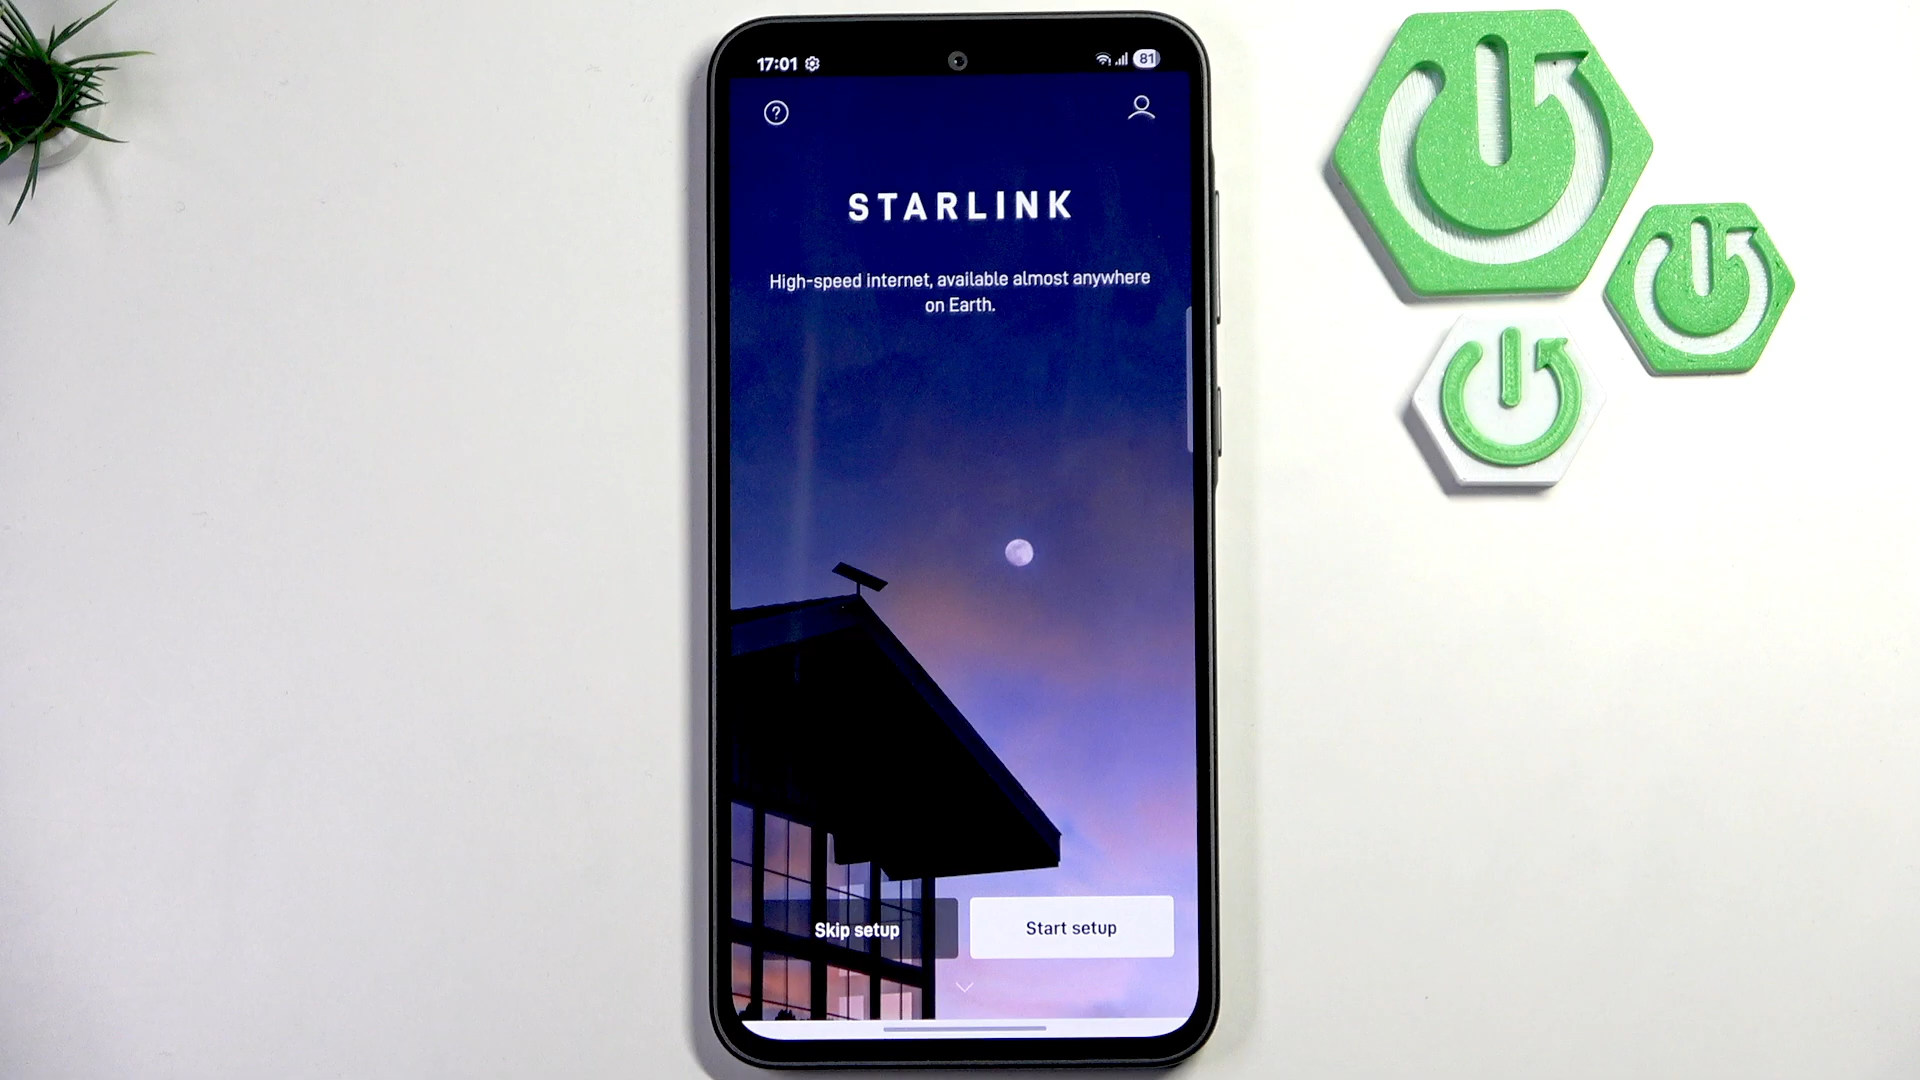 17:01
81
?
STARLINK
High-speed internet, available almost anywhere
on Earth.
Skip setup
Start setup